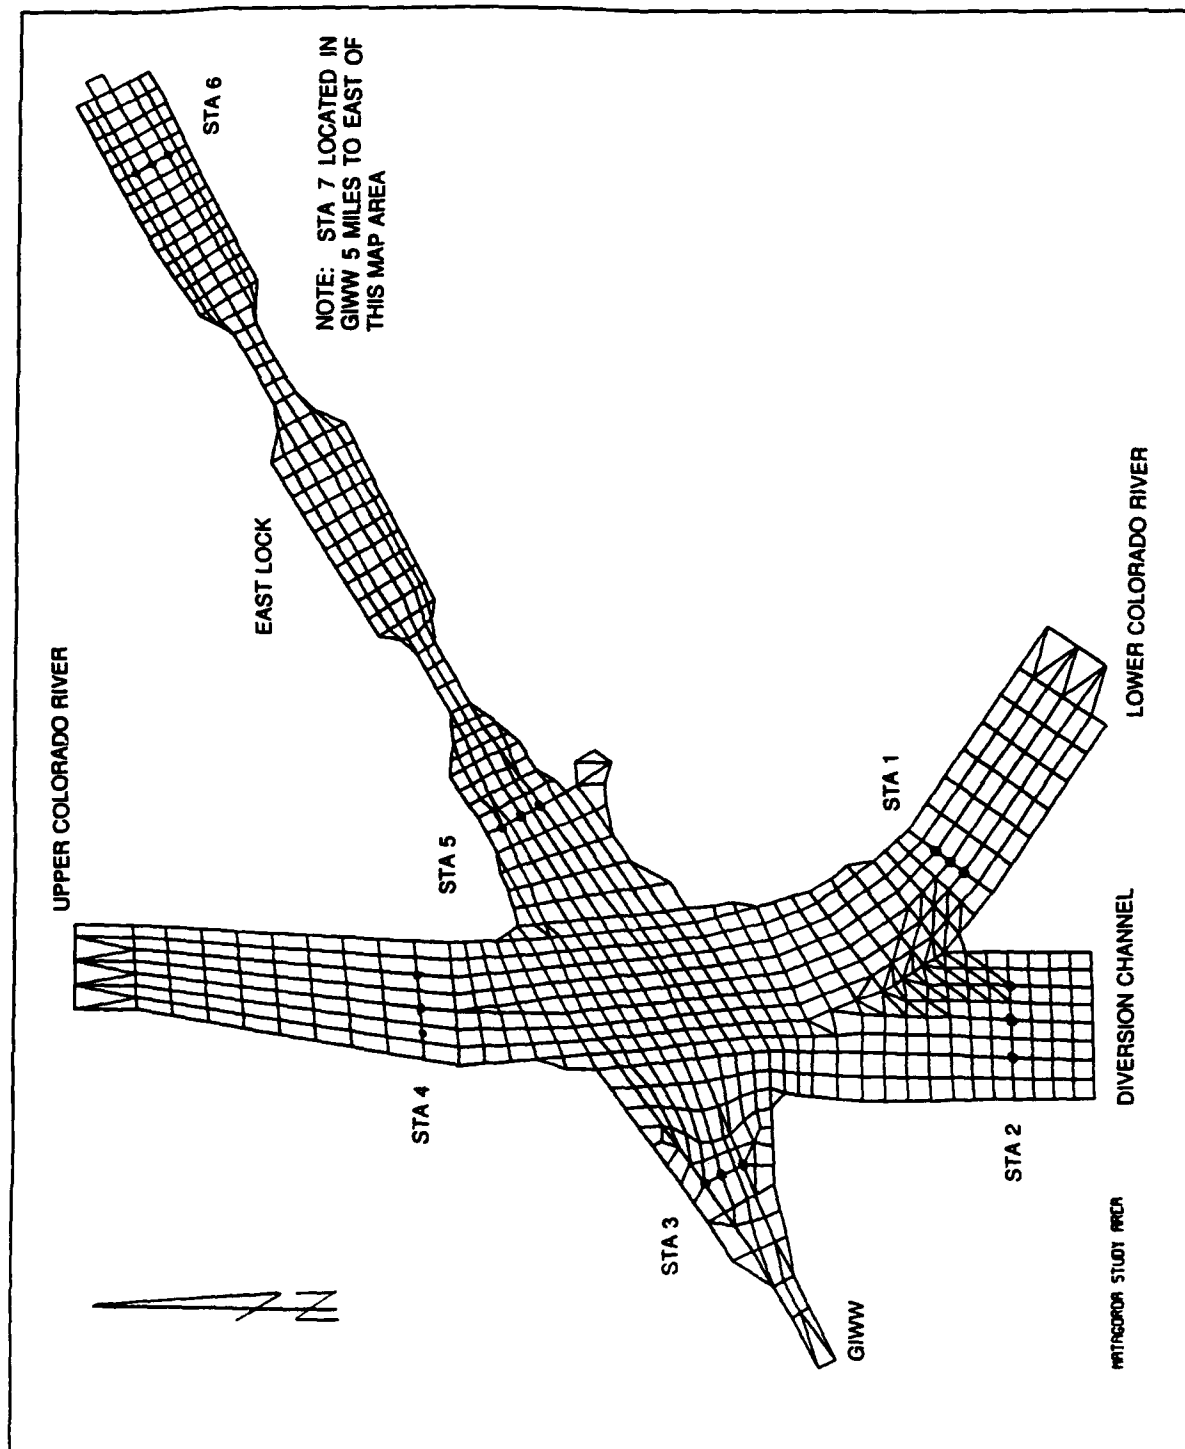 UPPER COLORADO RIVER
STA 6
NOTE: STA 7 LOCATED IN
GIWW 5 MILES TO EAST OF
THIS MAP AREA
EAST LOCK
STA 5
STA 4
STA 3
STA 1
STA 2
GIWW
LOWER COLORADO RIVER
DIVERSION CHANNEL
MATAGORDA STUDY AREA
N